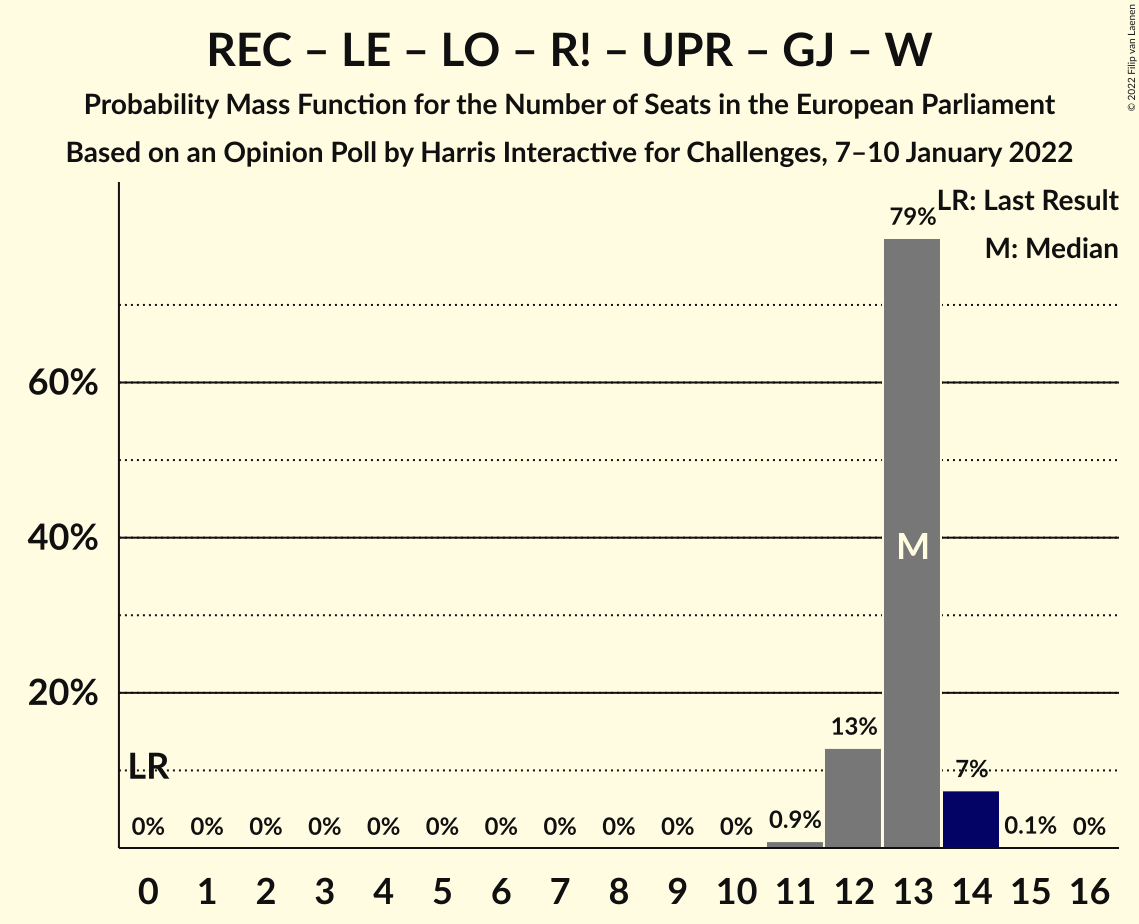 REC – LE – LO – R! – UPR – GJ – W
Probability Mass Function for the Number of Seats in the European Parliament
Based on an Opinion Poll by Harris Interactive for Challenges, 7–10 January 2022
© 2022 Filip van Laenen
LR: Last Result
M: Median
79%
60%
40%
M
20%
13%
LR
7%
0% 0% 0% 0% 0% 0% 0% 0% 0% 0% 0% 0.9% 0.1% 0%
0 1 2 3 4 5 6 7 8 9 10 11 12 13 14 15 16